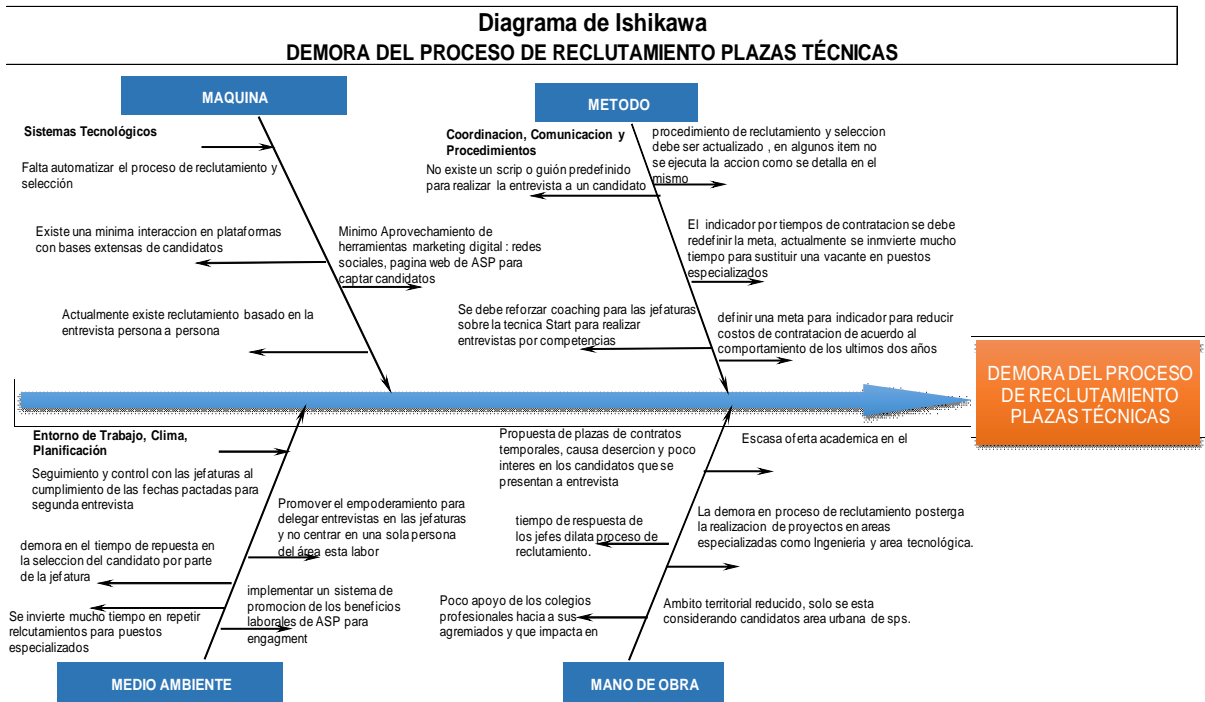 Diagrama de Ishikawa
DEMORA DEL PROCESO DE RECLUTAMIENTO PLAZAS TÉCNICAS
MAQUINA
Sistemas Tecnológicos
Falta automatizar el proceso de reclutamiento y
selección
Existe una minima interaccion en plataformas
con bases extensas de candidatos
Minimo Aprovechamiento de
herramientas marketing digital : redes
sociales, pagina web de ASP para
captar candidatos
Actualmente existe reclutamiento basado en la
entrevista persona a persona
METODO
Coordinacion, Comunicacion y
Procedimientos
No existe un scrip o guión predefinido
para realizar la entrevista a un candidato
procedimiento de reclutamiento y seleccion
debe ser actualizado , en algunos item no
se ejecuta la accion como se detalla en el
mismo
El indicador por tiempos de contratacion se debe
redefinir la meta, actualmente se inmvierte mucho
tiempo para sustituir una vacante en puestos
especializados
Se debe reforzar coaching para las jefaturas
sobre la tecnica Start para realizar
entrevistas por competencias
definir una meta para indicador para reducir
costos de contratacion de acuerdo al
comportamiento de los ultimos dos años
DEMORA DEL PROCESO
DE RECLUTAMIENTO
PLAZAS TÉCNICAS
Entorno de Trabajo, Clima,
Planificación
Seguimiento y control con las jefaturas al
cumplimiento de las fechas pactadas para
segunda entrevista
Promover el empoderamiento para
delegar entrevistas en las jefaturas
y no centrar en una sola persona
del área esta labor
demora en el tiempo de repuesta en
la seleccion del candidato por parte
de la jefatura
implementar un sistema de
promocion de los beneficios
laborales de ASP para
engagment
Se invierte mucho tiempo en repetir
relcutamientos para puestos
especializados
MEDIO AMBIENTE
Propuesta de plazas de contratos
temporales, causa desercion y poco
interes en los candidatos que se
presentan a entrevista
Escasa oferta academica en el
tiempo de respuesta de
los jefes dilata proceso de
reclutamiento.
La demora en proceso de reclutamiento posterga
la realizacion de proyectos en areas
especializadas como Ingenieria y area tecnológica.
Poco apoyo de los colegios
profesionales hacia a sus
agremiados y que impacta en
Ambito territorial reducido, solo se esta
considerando candidatos area urbana de sps.
MANO DE OBRA